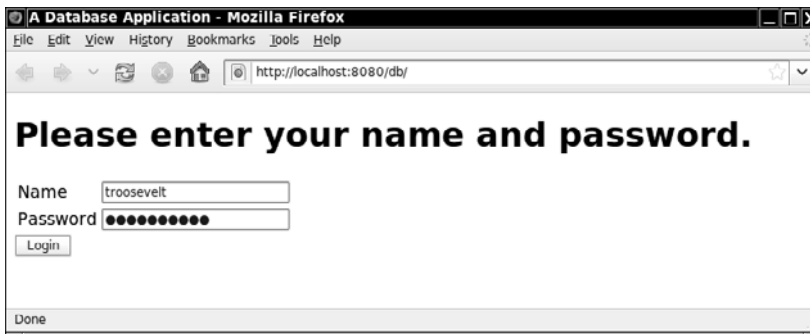 A Database Application - Mozilla Firefox
File Edit View History Bookmarks Tools Help
http://localhost:8080/db/
Please enter your name and password.
Name troosevelt
Password ●●●●●●●●●●
Login
Done